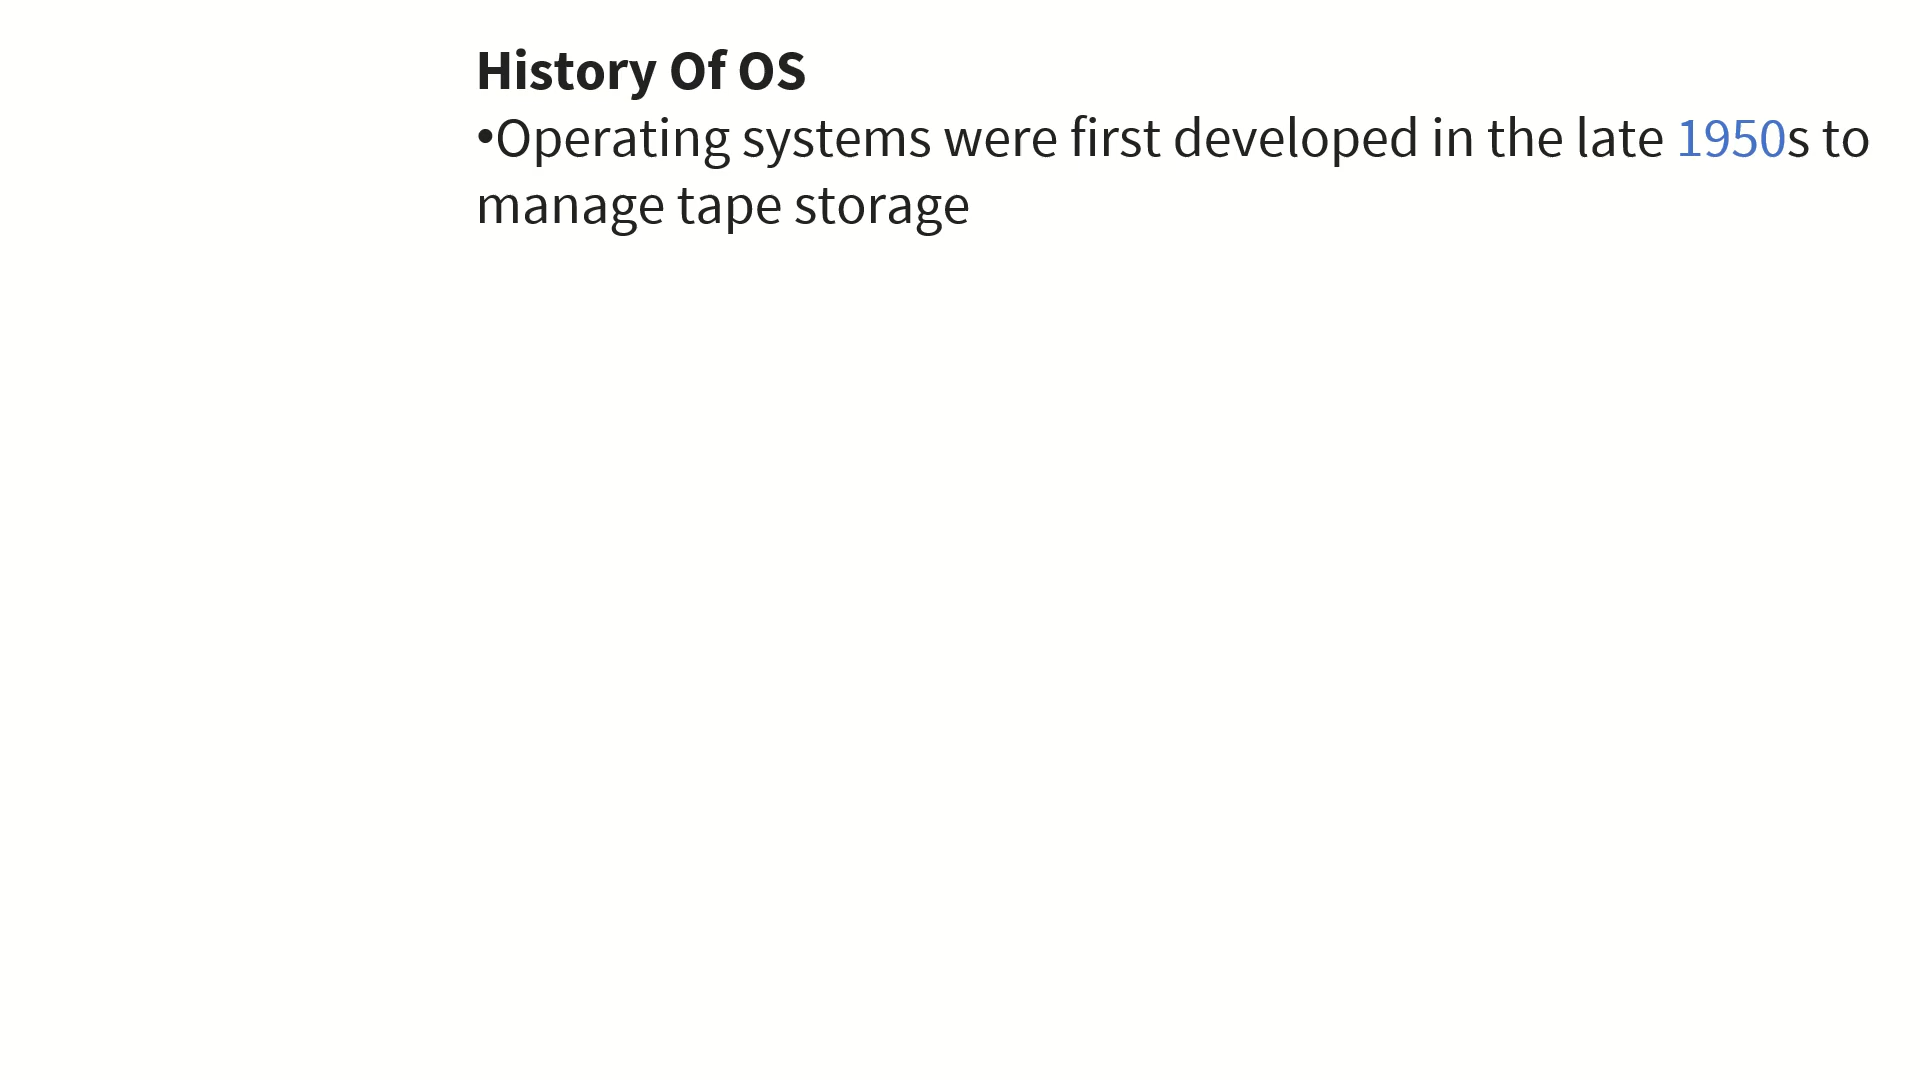 History Of OS
•Operating systems were first developed in the late 1950s to
manage tape storage